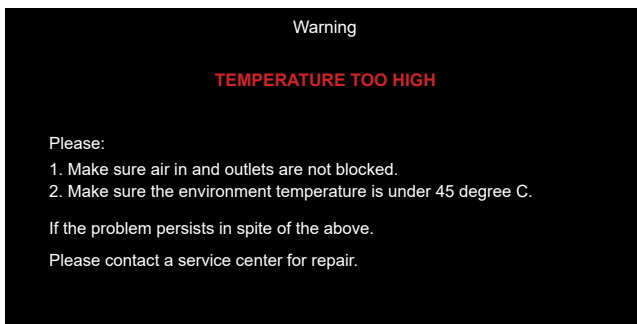 Warning
TEMPERATURE TOO HIGH
Please:
1. Make sure air in and outlets are not blocked.
2. Make sure the environment temperature is under 45 degree C.
If the problem persists in spite of the above.
Please contact a service center for repair.